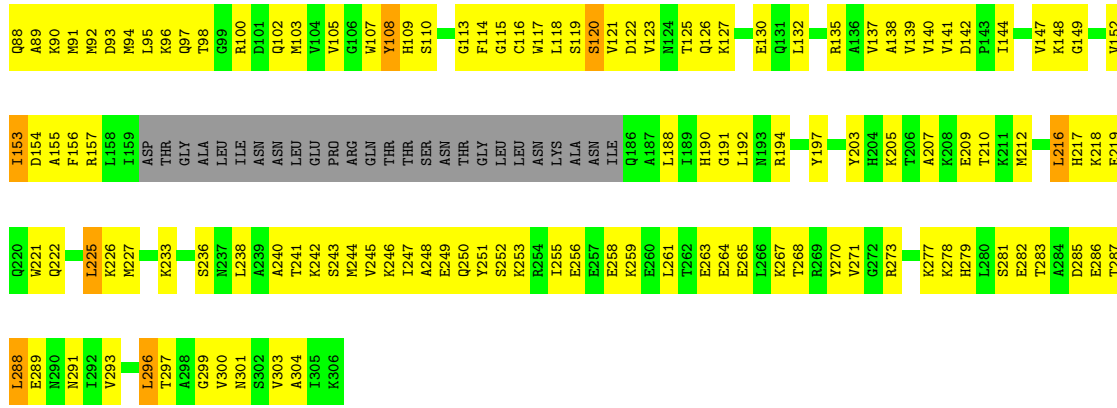 Q88 A89 K90 M91 M92 D93 M94 L95 K96 Q97 T98 G99 R100 D101 Q102 M103 V104 V105 G106 W107 Y108 H109 S110 G113 F114 G115 C116 W117 L118 S119 S120 V121 D122 V123 N124 T125 Q126 K127 E130 Q131 L132 R135 A136 V137 A138 V139 V140 V141 D142 P143 I144 V147 K148 G149 V152
I153 D154 A155 F156 R157 L158 I159 ASP THR GLY ALA LEU ILE ASN ASN LEU GLU PRO ARG GLN THR THR SER ASN THR GLY LEU LEU ASN LYS ALA ASN ILE Q186 A187 L188 I189 H190 G191 L192 N193 R194 Y197 Y203 H204 K205 T206 A207 K208 E209 T210 K211 M212 L216 H217 K218 E219
Q220 W221 Q222 L225 K226 M227 K233 S236 N237 L238 A239 A240 T241 K242 S243 M244 V245 K246 I247 A248 E249 Q250 Y251 S252 K253 R254 I255 E256 E257 E258 K259 E260 L261 T262 E263 E264 E265 L266 K267 T268 R269 Y270 V271 G272 R273 K277 K278 H279 L280 S281 E282 T283 A284 D285 E286 T287
L288 E289 N290 N291 I292 V293 L296 T297 A298 G299 V300 N301 S302 V303 A304 I305 K306